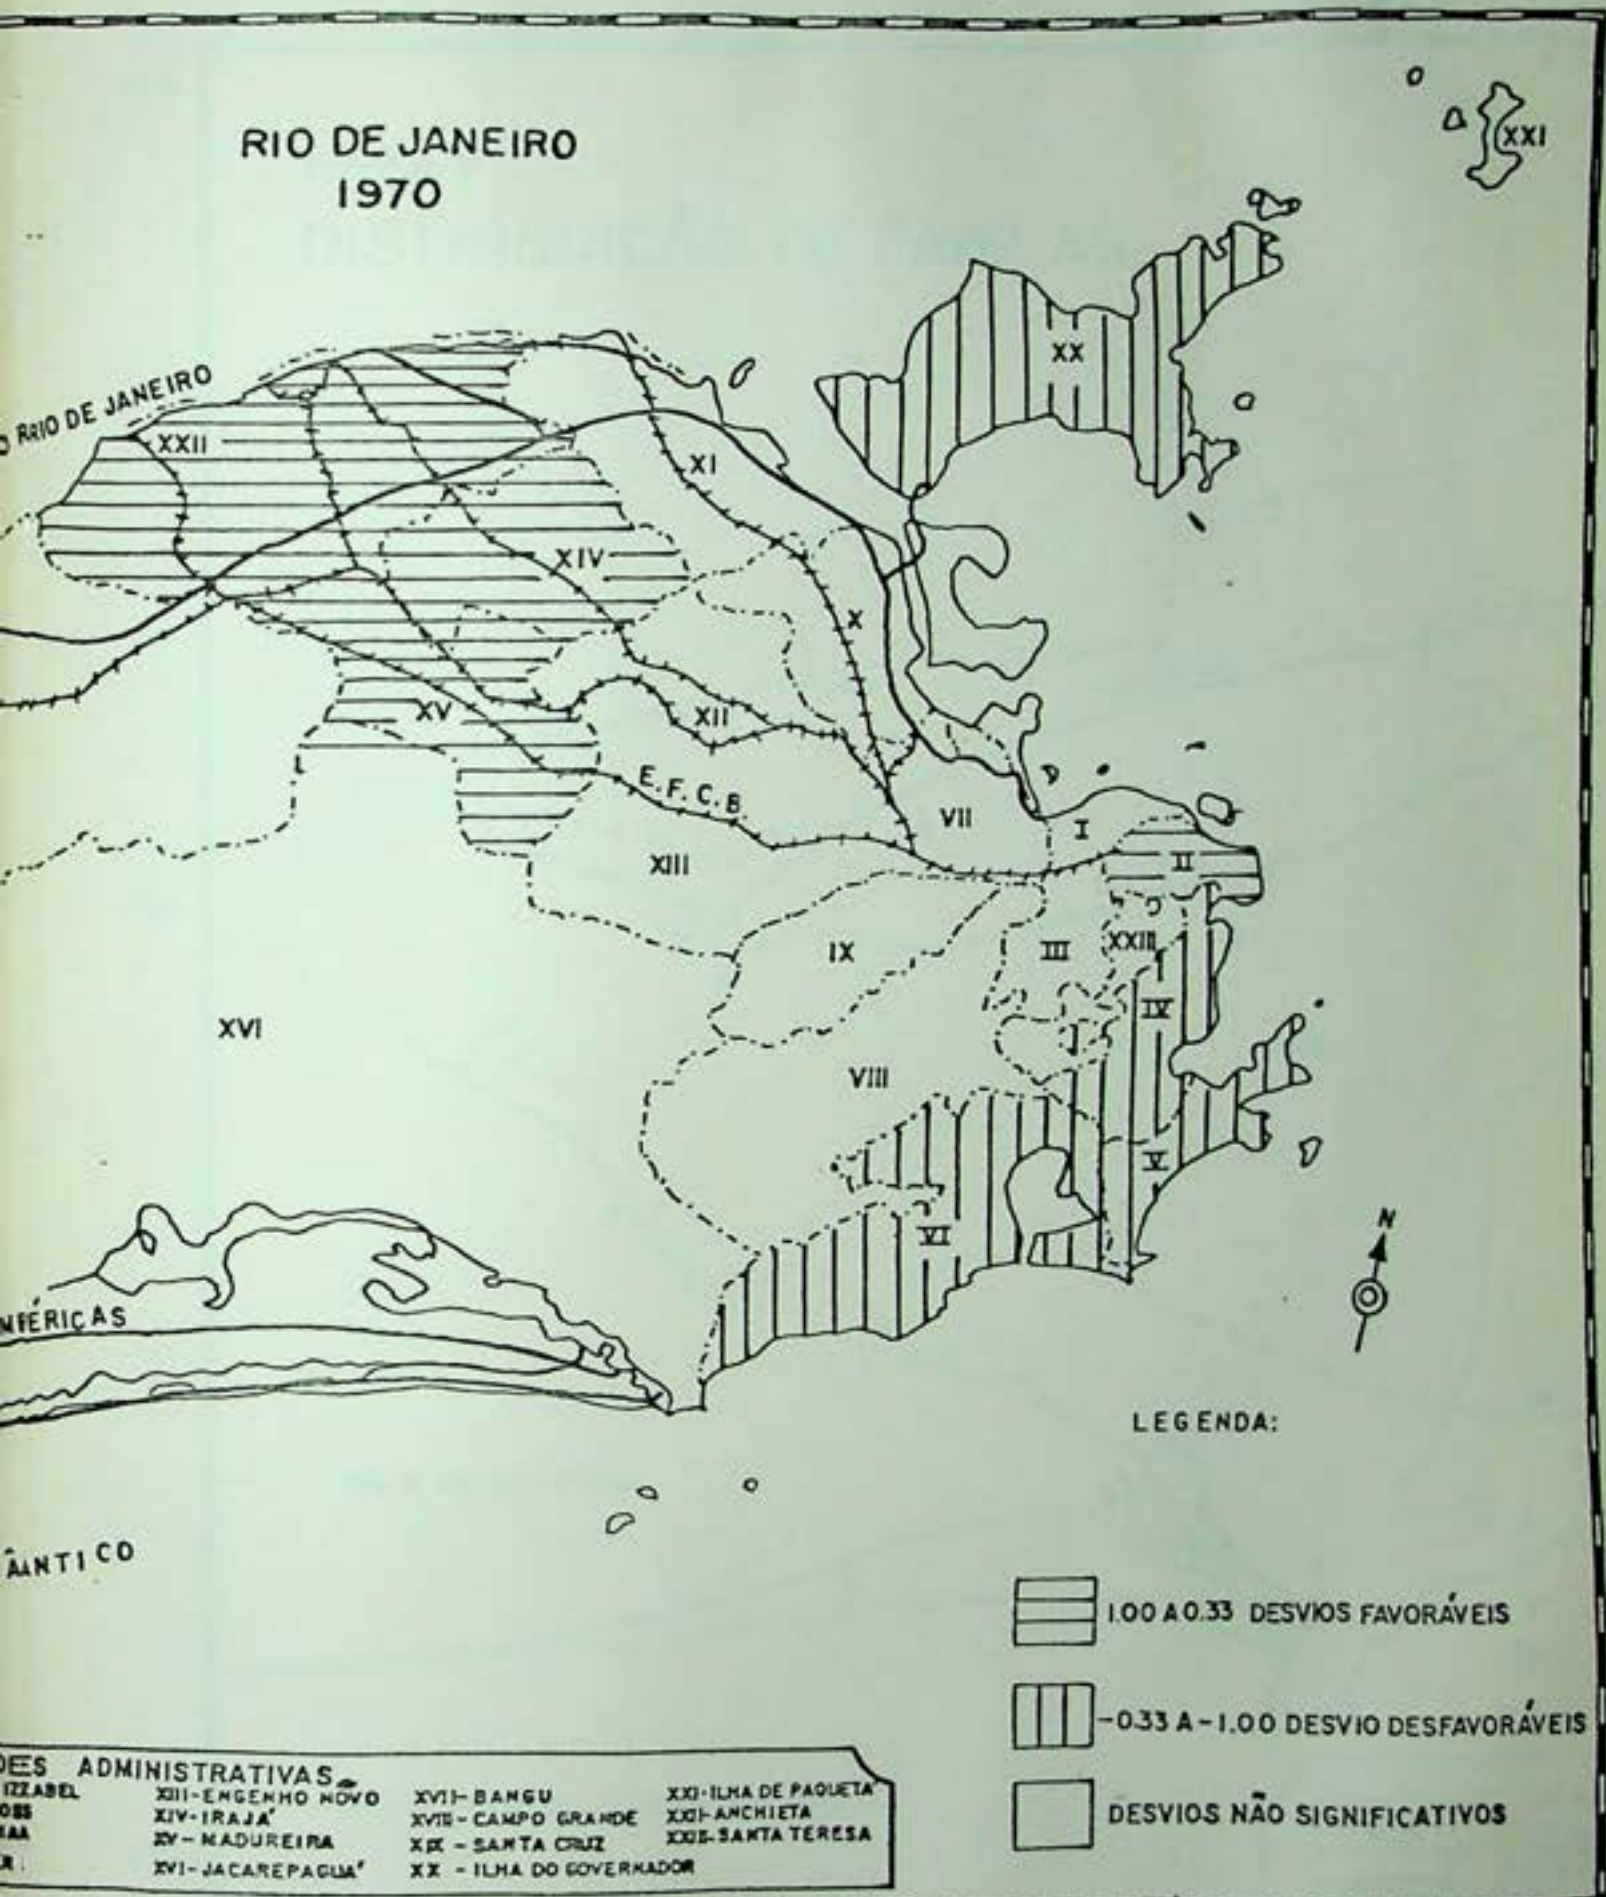 RIO DE JANEIRO
1970
XXI
XX
RIO DE JANEIRO
XXII
XI
XIV
X
XV
XII
E.F.C.B.
VII
I
II
XIII
IX
III
XXIII
IV
XVI
VIII
V
VI
N
LEGENDA:
1.00 A 0.33 DESVIOS FAVORÁVEIS
-0.33 A -1.00 DESVIO DESFAVORÁVEIS
DESVIOS NÃO SIGNIFICATIVOS
ADMINISTRATIVAS
XIII-ENGENHO NOVO XVII-BANGU XXI-ILHA DE PAQUETÁ
XIV-IRAJÁ XVIII-CAMPO GRANDE XXII-ANCHIETA
XV-MADUREIRA XIX-SANTA CRUZ XXIII-SANTA TERESA
XVI-JACAREPAGUÁ XX-ILHA DO GOVERNADOR